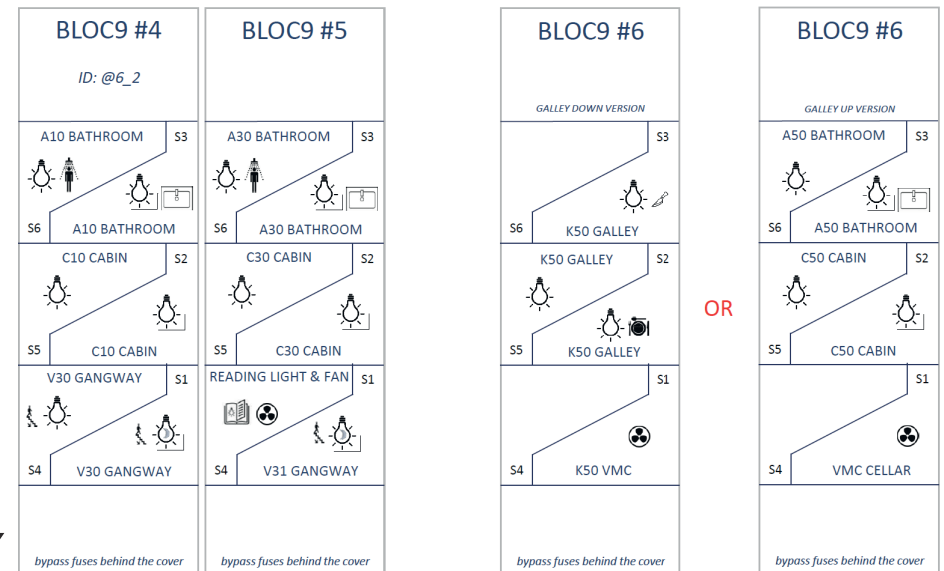 BLOC9 #4
ID: @6_2
A10 BATHROOM
S3
S6
A10 BATHROOM
C10 CABIN
S2
S5
C10 CABIN
V30 GANGWAY
S1
S4
V30 GANGWAY
bypass fuses behind the cover
BLOC9 #5
A30 BATHROOM
S3
S6
A30 BATHROOM
C30 CABIN
S2
S5
C30 CABIN
READING LIGHT & FAN
S1
S4
V31 GANGWAY
bypass fuses behind the cover
BLOC9 #6
GALLEY DOWN VERSION
S3
S6
K50 GALLEY
K50 GALLEY
S2
S5
K50 GALLEY
S1
S4
K50 VMC
bypass fuses behind the cover
OR
BLOC9 #6
GALLEY UP VERSION
A50 BATHROOM
S3
S6
A50 BATHROOM
C50 CABIN
S2
S5
C50 CABIN
S1
S4
VMC CELLAR
bypass fuses behind the cover